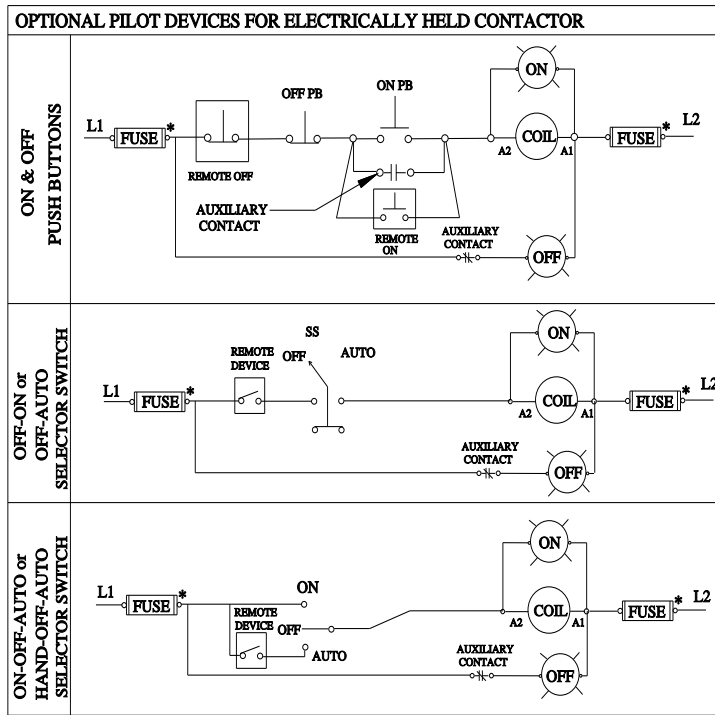 OPTIONAL PILOT DEVICES FOR ELECTRICALLY HELD CONTACTOR
ON & OFF
PUSH BUTTONS
L1
FUSE
*
REMOTE OFF
OFF PB
ON PB
AUXILIARY
CONTACT
REMOTE
ON
ON
COIL
A2
A1
AUXILIARY
CONTACT
OFF
FUSE
*
L2
OFF-ON or
OFF-AUTO
SELECTOR SWITCH
L1
FUSE
*
REMOTE
DEVICE
SS
OFF
AUTO
ON
COIL
A2
A1
AUXILIARY
CONTACT
OFF
FUSE
*
L2
ON-OFF-AUTO or
HAND-OFF-AUTO
SELECTOR SWITCH
L1
FUSE
*
REMOTE
DEVICE
ON
OFF
AUTO
ON
COIL
A2
A1
AUXILIARY
CONTACT
OFF
FUSE
*
L2